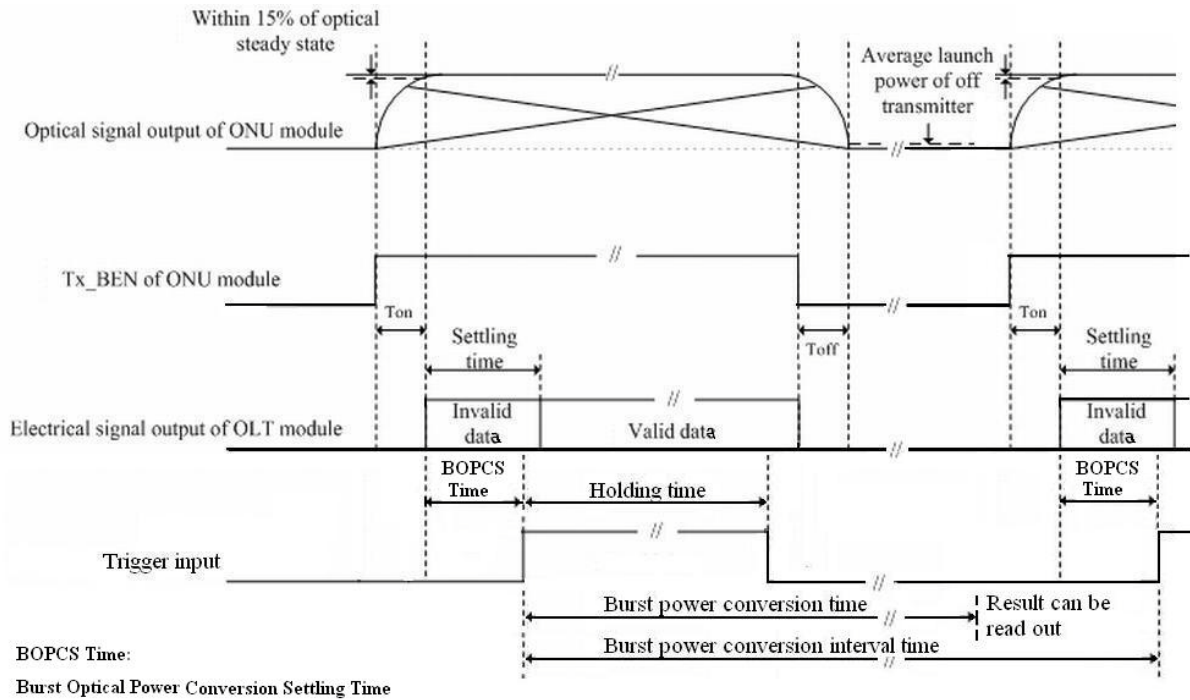 Within 15% of optical
steady state
Average launch
power of off
transmitter
Optical signal output of ONU module
Tx_BEN of ONU module
Ton
Toff
Ton
Settling
time
Settling
time
Electrical signal output of OLT module
Invalid
data
Valid data
Invalid
data
BOPCS
Time
Holding time
BOPCS
Time
Trigger input
Burst power conversion time
Result can be
read out
Burst power conversion interval time
BOPCS Time:
Burst Optical Power Conversion Settling Time